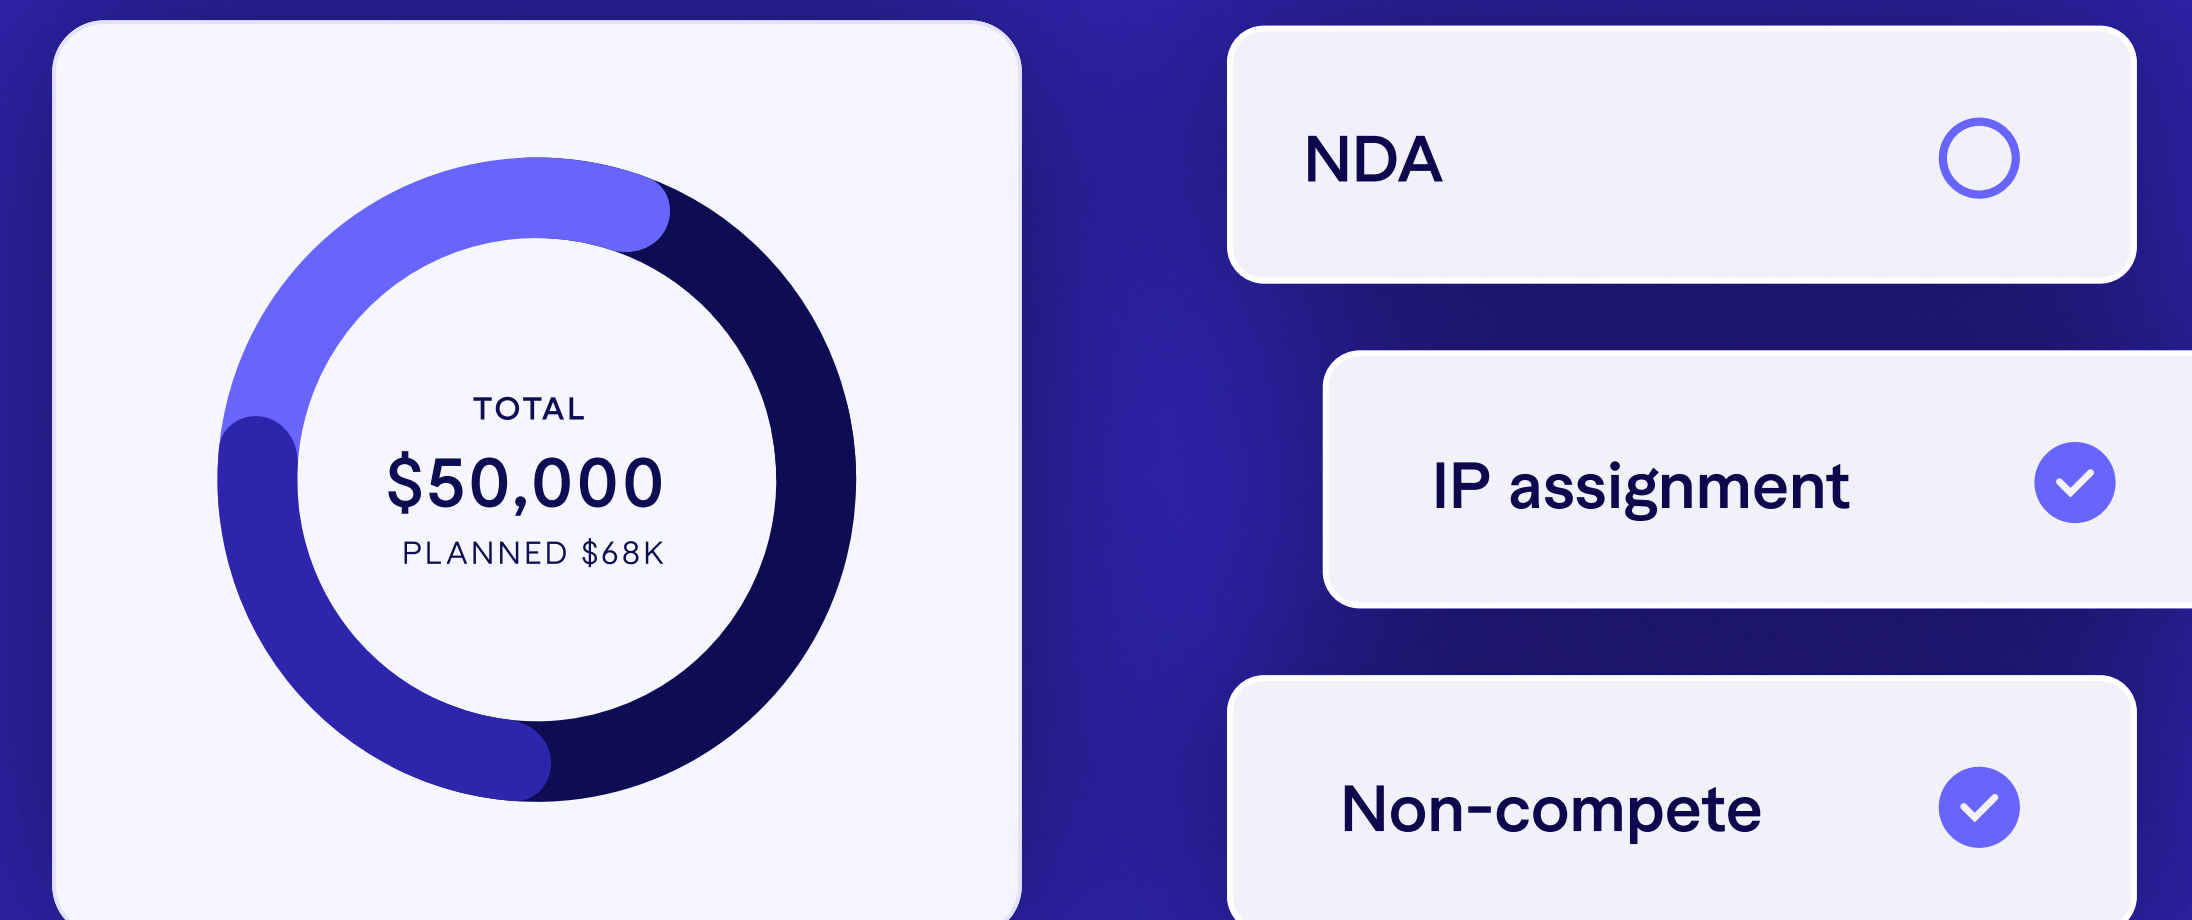 TOTAL
$50,000
PLANNED $68K
NDA
IP assignment
Non-compete